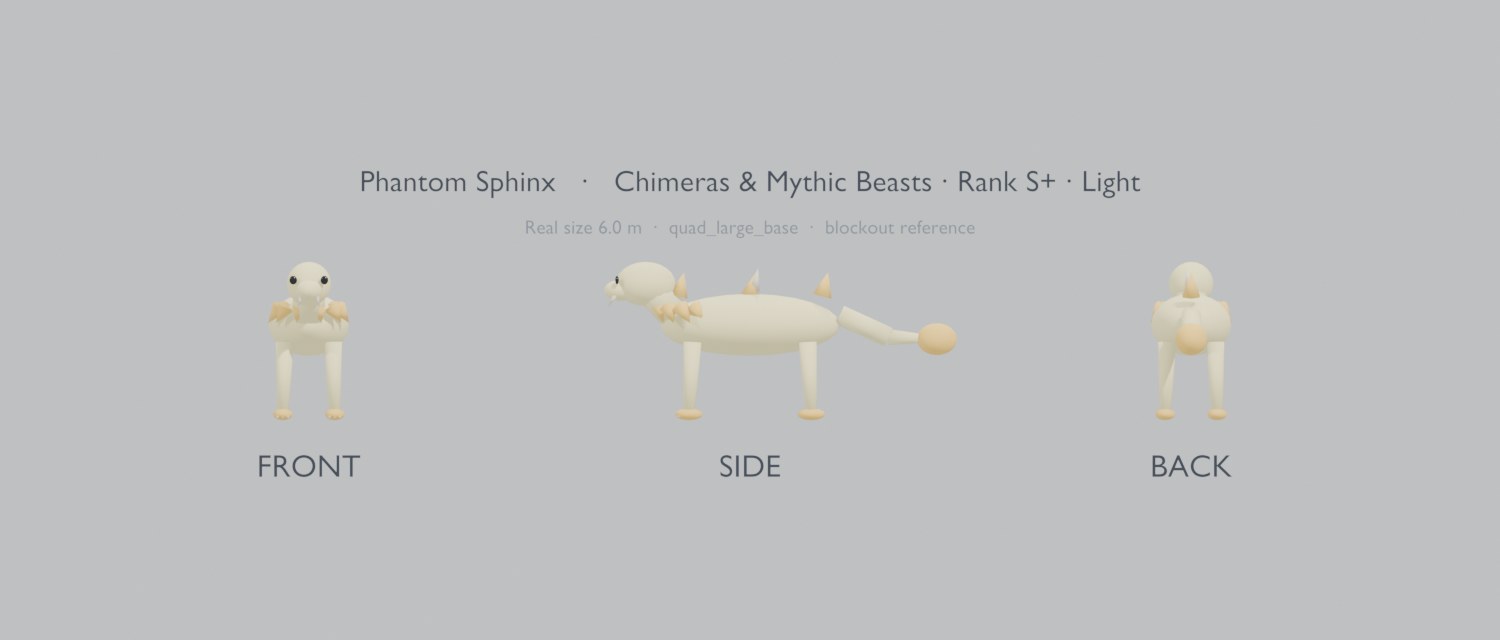 Phantom Sphinx · Chimeras & Mythic Beasts · Rank S+ · Light
Real size 6.0 m · quad_large_base · blockout reference
FRONT
SIDE
BACK